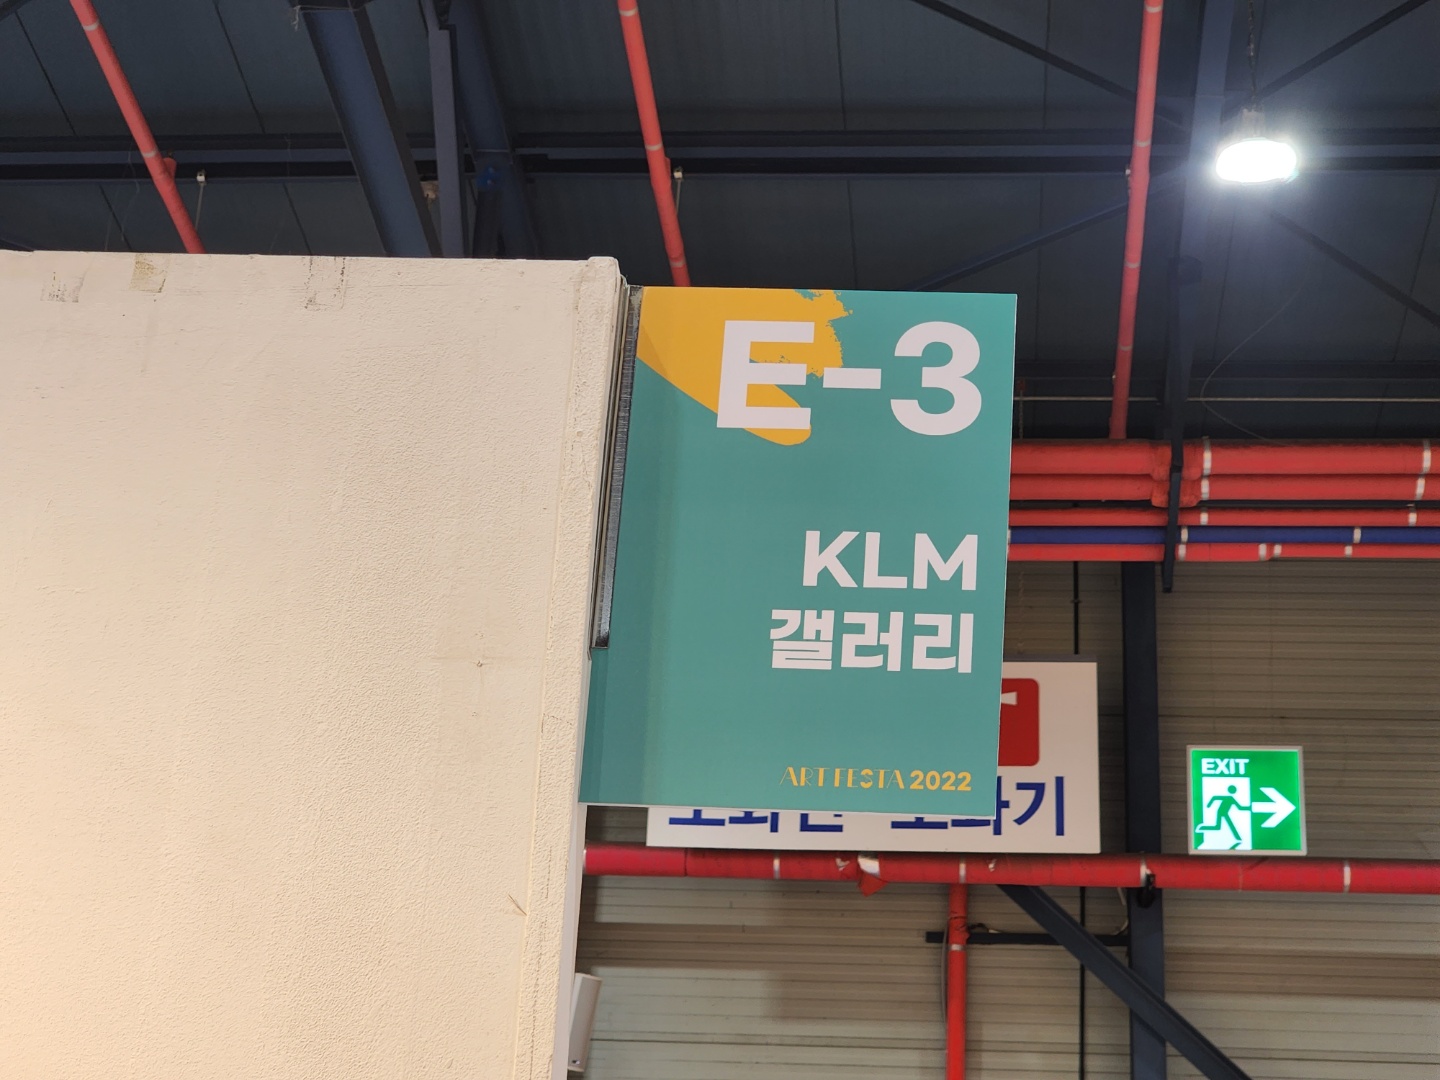 E-3
KLM
갤러리
ART FESTA 2022
EXIT